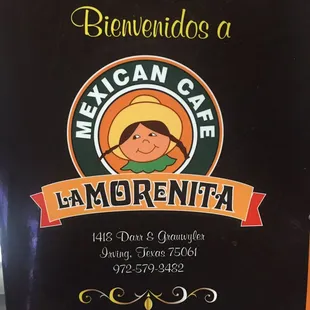 Bienvenidos a
MEXICAN CAFE
LA MORENITA
1418 Darr & Grauwyler
Irving, Texas 75061
972-579-3482